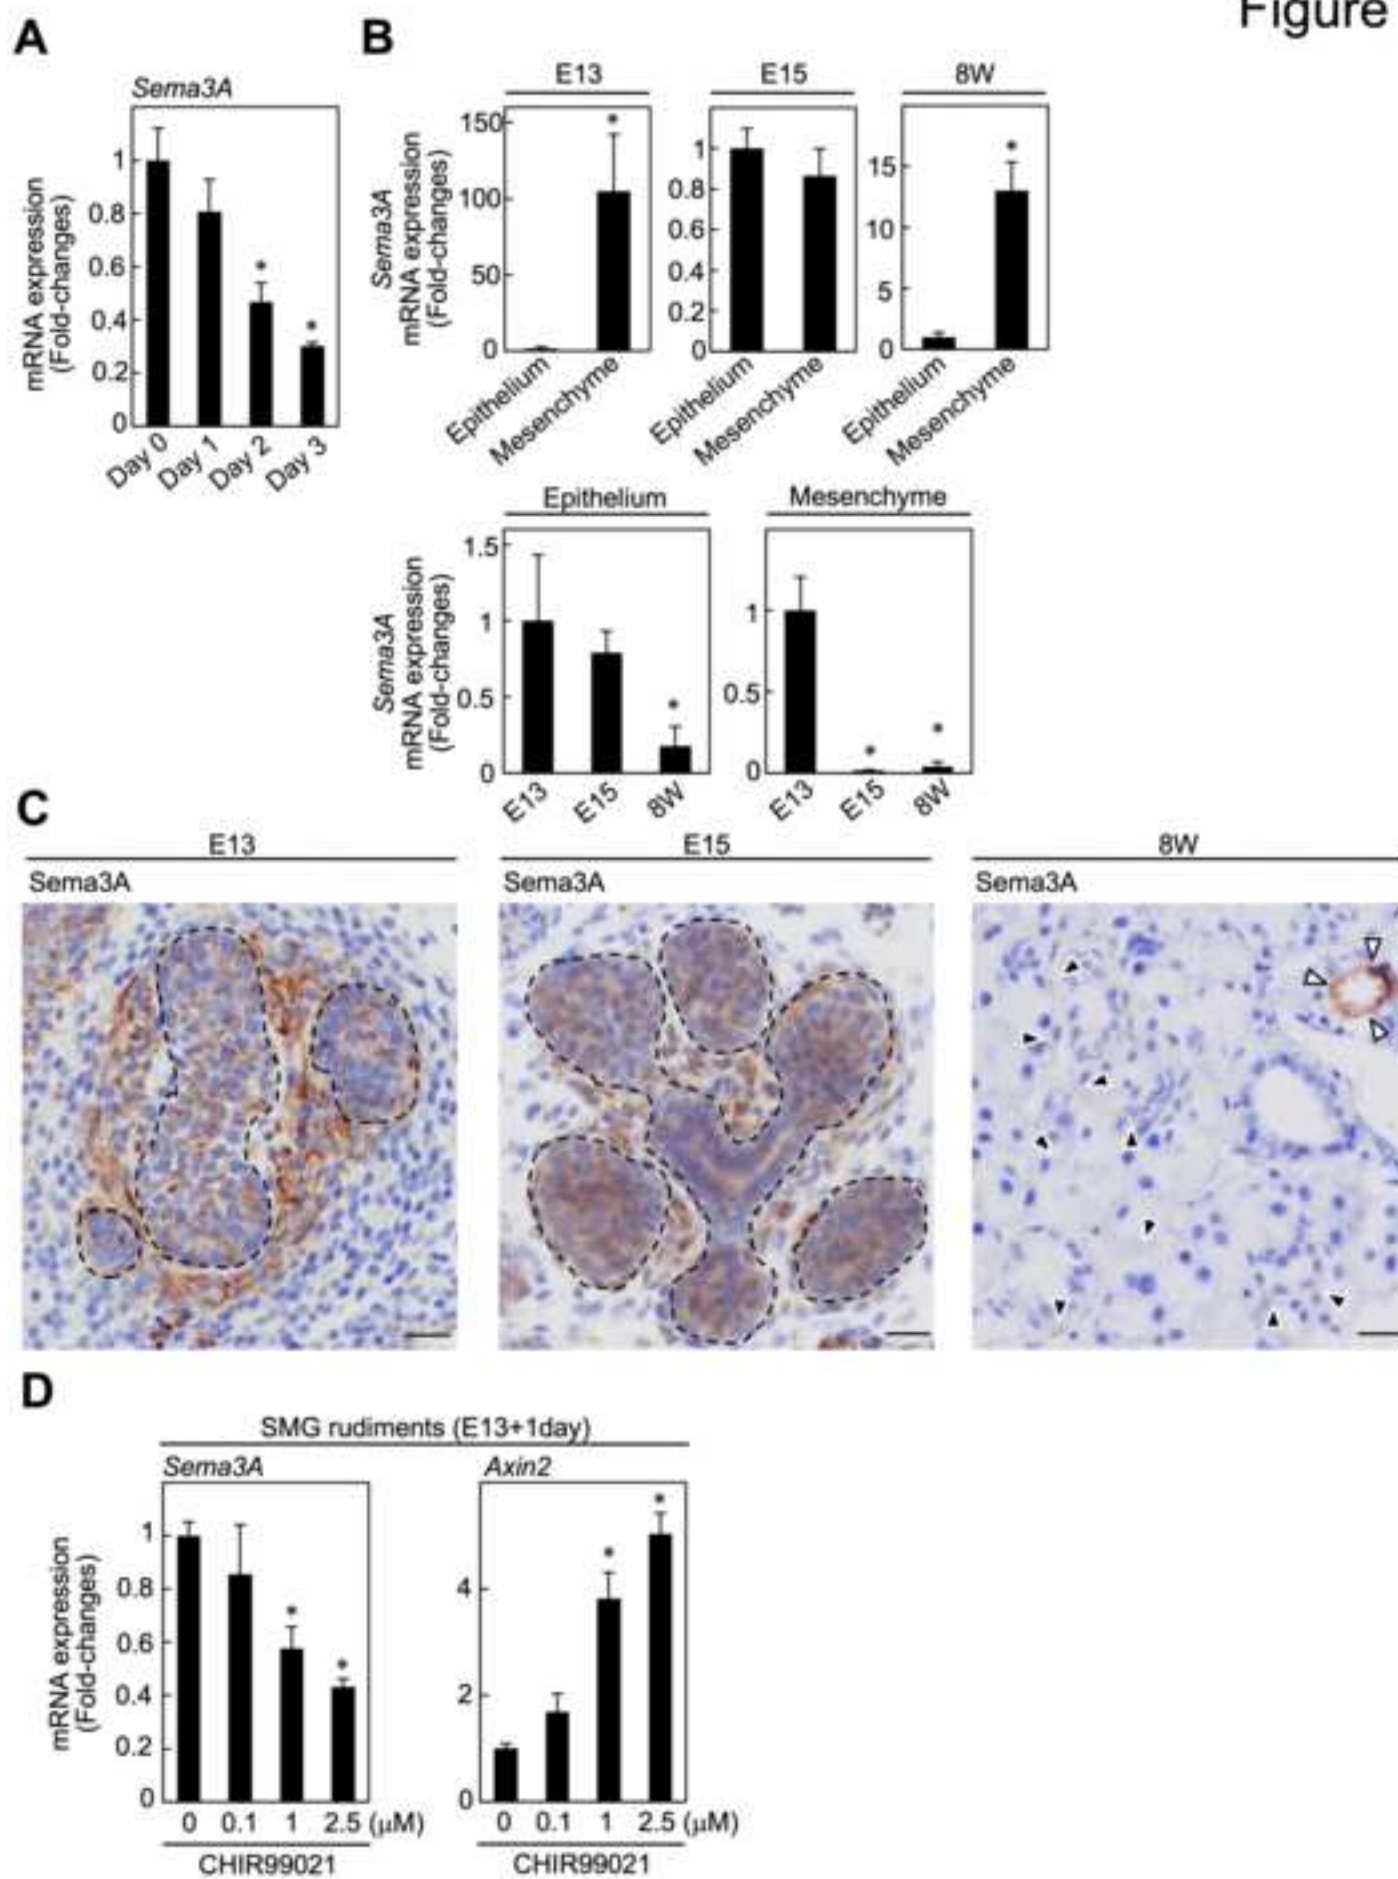 Figure
A
Sema3A
mRNA expression
(Fold-changes)
1
0.8
0.6
0.4
0.2
0
*
*
Day 0
Day 1
Day 2
Day 3
B
E13
E15
8W
Sema3A
mRNA expression
(Fold-changes)
150
100
50
0
*
Epithelium
Mesenchyme
1
0.8
0.6
0.4
0.2
0
Epithelium
Mesenchyme
15
10
5
0
*
Epithelium
Mesenchyme
Epithelium
Mesenchyme
Sema3A
mRNA expression
(Fold-changes)
1.5
1
0.5
0
*
E13
E15
8W
1
0.5
0
*
*
E13
E15
8W
C
E13
E15
8W
Sema3A
Sema3A
Sema3A
D
SMG rudiments (E13+1day)
Sema3A
Axin2
mRNA expression
(Fold-changes)
1
0.8
0.6
0.4
0.2
0
*
*
0 0.1 1 2.5 (μM)
CHIR99021
4
2
0
*
*
0 0.1 1 2.5 (μM)
CHIR99021